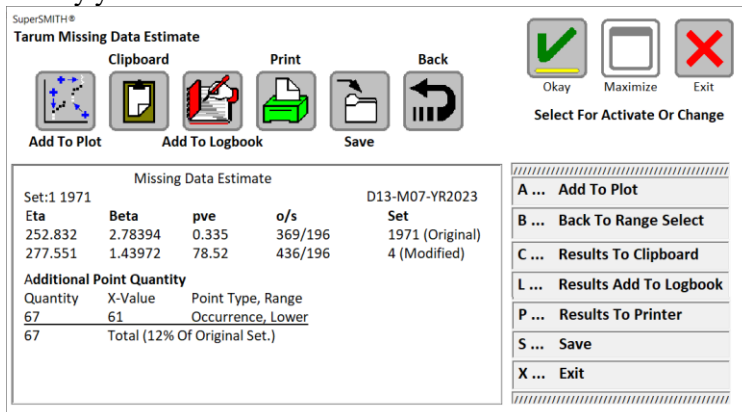 SuperSMITH®
Tarum Missing Data Estimate
Clipboard Print Back
Add To Plot Add To Logbook Save
Okay Maximize Exit
Select For Activate Or Change
Missing Data Estimate
Set:1 1971 D13-M07-YR2023
Eta Beta pve o/s Set
252.832 2.78394 0.335 369/196 1971 (Original)
277.551 1.43972 78.52 436/196 4 (Modified)
Additional Point Quantity
Quantity X-Value Point Type, Range
67 61 Occurrence, Lower
67 Total (12% Of Original Set.)
A ... Add To Plot
B ... Back To Range Select
C ... Results To Clipboard
L ... Results Add To Logbook
P ... Results To Printer
S ... Save
X ... Exit